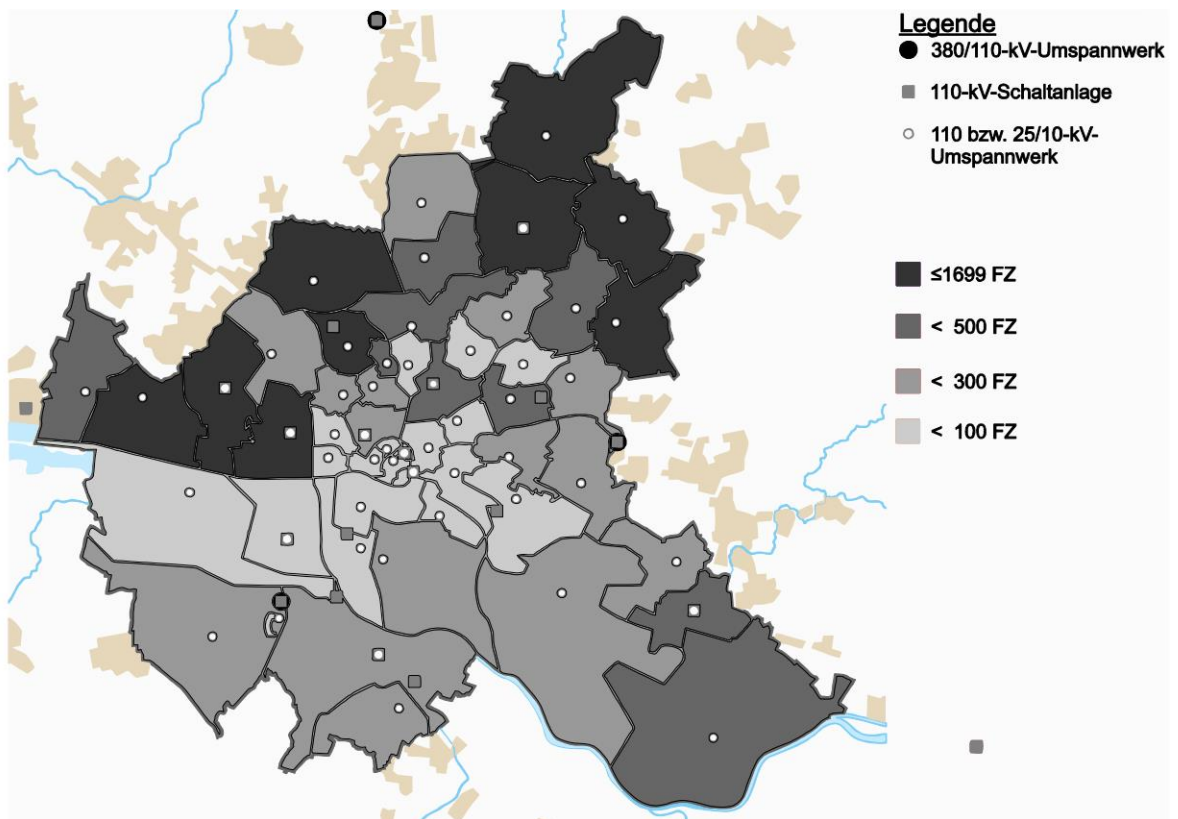 Legende
380/110-kV-Umspannwerk
110-kV-Schaltanlage
110 bzw. 25/10-kV-
Umspannwerk
≤1699 FZ
< 500 FZ
< 300 FZ
< 100 FZ